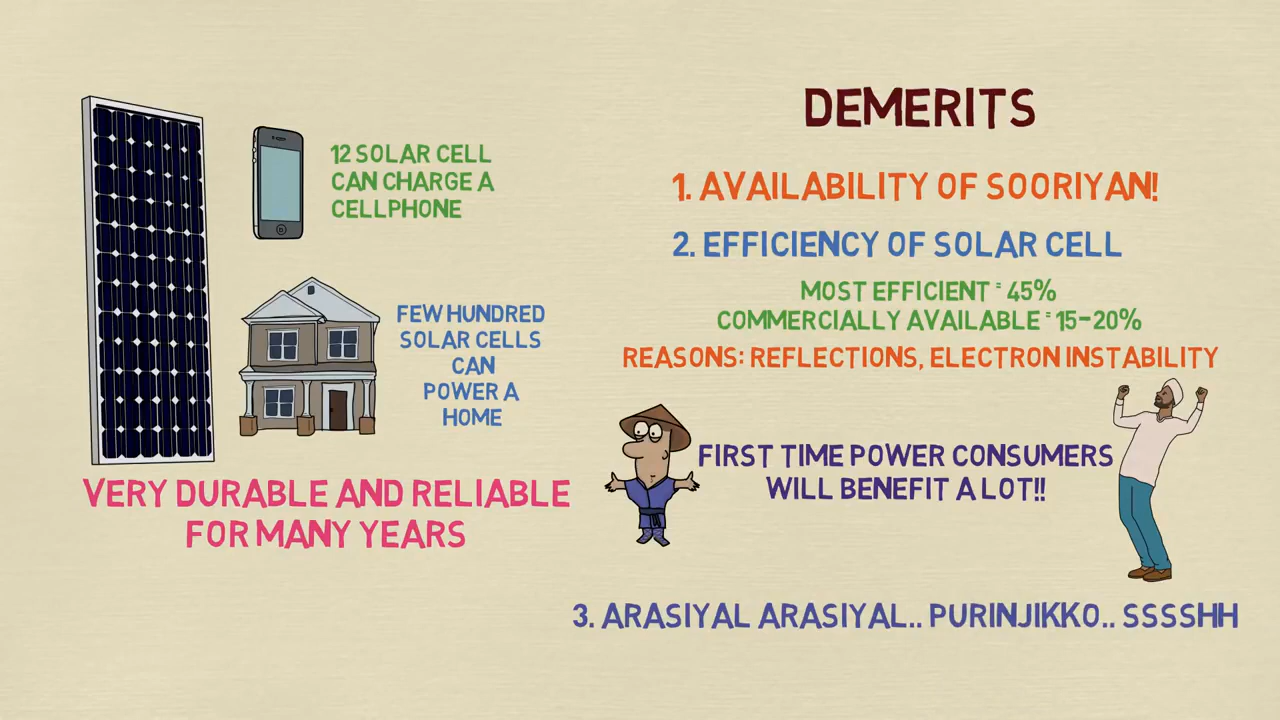 12 SOLAR CELL
CAN CHARGE A
CELLPHONE
FEW HUNDRED
SOLAR CELLS
CAN
POWER A
HOME
VERY DURABLE AND RELIABLE
FOR MANY YEARS
DEMERITS
1. AVAILABILITY OF SOORIYAN!
2. EFFICIENCY OF SOLAR CELL
MOST EFFICIENT = 45%
COMMERCIALLY AVAILABLE = 15-20%
REASONS: REFLECTIONS, ELECTRON INSTABILITY
FIRST TIME POWER CONSUMERS
WILL BENEFIT A LOT!!
3. ARASIYAL ARASIYAL.. PURINJIKKO.. SSSSHH